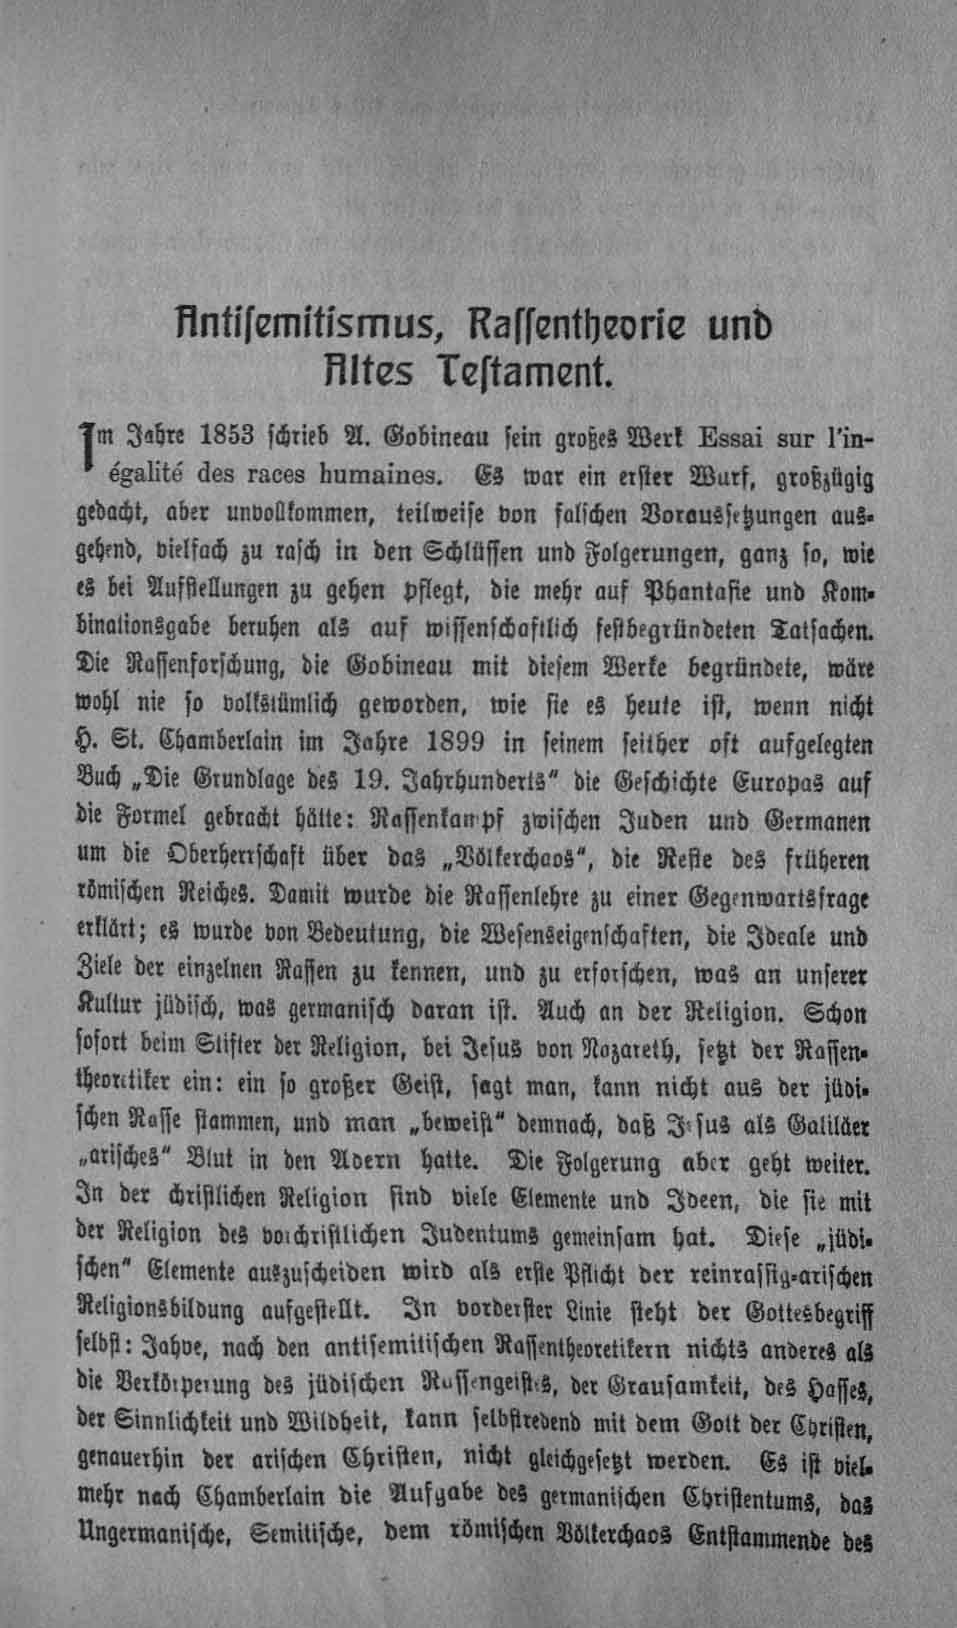 Antisemitismus, Rassentheorie und
Altes Testament.
Im Jahre 1853 schrieb A. Gobineau sein großes Werk Essai sur l'in-
égalité des races humaines. Es war ein erster Wurf, großzügig
gedacht, aber unvollkommen, teilweise von falschen Voraussetzungen aus-
gehend, vielfach zu rasch in den Schlüssen und Folgerungen, ganz so, wie
es bei Aufstellungen zu gehen pflegt, die mehr auf Phantasie und Kom-
binationsgabe beruhen als auf wissenschaftlich festbegründeten Tatsachen.
Die Rassenforschung, die Gobineau mit diesem Werke begründete, wäre
wohl nie so volkstümlich geworden, wie sie es heute ist, wenn nicht
H. St. Chamberlain im Jahre 1899 in seinem seither oft aufgelegten
Buch „Die Grundlage des 19. Jahrhunderts“ die Geschichte Europas auf
die Formel gebracht hätte: Rassenkampf zwischen Juden und Germanen
um die Oberherrschaft über das „Völkerchaos“, die Reste des früheren
römischen Reiches. Damit wurde die Rassenlehre zu einer Gegenwartsfrage
erklärt; es wurde von Bedeutung, die Wesenseigenschaften, die Ideale und
Ziele der einzelnen Rassen zu kennen, und zu erforschen, was an unserer
Kultur jüdisch, was germanisch daran ist. Auch an der Religion. Schon
sofort beim Stifter der Religion, bei Jesus von Nazareth, setzt der Rassen-
theoretiker ein: ein so großer Geist, sagt man, kann nicht aus der jüdi-
schen Rasse stammen, und man „beweist“ demnach, daß Jesus als Galiläer
„arisches“ Blut in den Adern hatte. Die Folgerung aber geht weiter.
In der christlichen Religion sind viele Elemente und Ideen, die sie mit
der Religion des vorchristlichen Judentums gemeinsam hat. Diese „jüdi-
schen“ Elemente auszuscheiden wird als erste Pflicht der reinrassig-arischen
Religionsbildung aufgestellt. In vorderster Linie steht der Gottesbegriff
selbst: Jahve, nach den antisemitischen Rassentheoretikern nichts anderes als
die Verkörperung des jüdischen Rassengeistes, der Grausamkeit, des Hasses,
der Sinnlichkeit und Wildheit, kann selbstredend mit dem Gott der Christen,
genauerhin der arischen Christen, nicht gleichgesetzt werden. Es ist viel-
mehr nach Chamberlain die Aufgabe des germanischen Christentums, das
Ungermanische, Semitische, dem römischen Völkerchaos Entstammende des